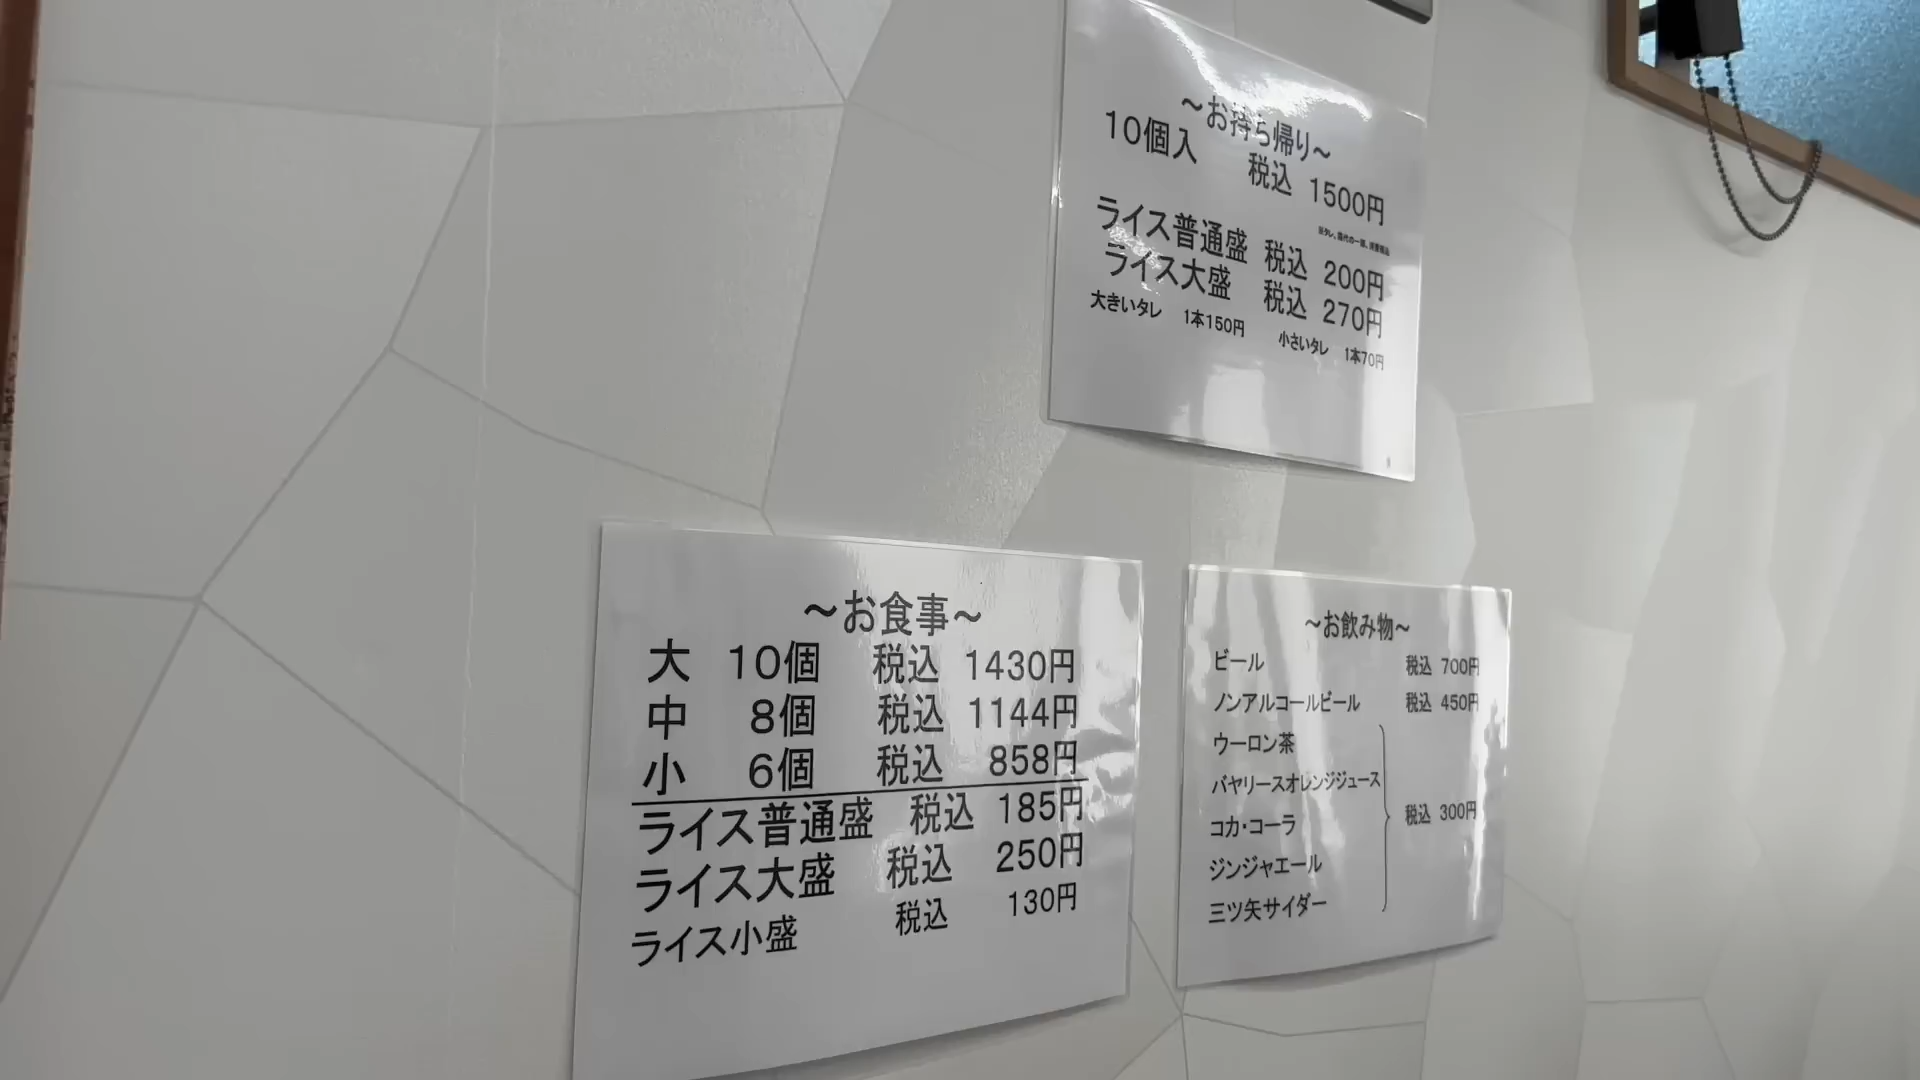 ～お持ち帰り～
10個入 税込 1500円
ライス普通盛 税込 200円
ライス大盛 税込 270円
大きいタレ 1本150円 小さいタレ 1本70円
～お食事～
大 10個 税込 1430円
中 8個 税込 1144円
小 6個 税込 858円
ライス普通盛 税込 185円
ライス大盛 税込 250円
ライス小盛 税込 130円
～お飲み物～
ビール 税込 700円
ノンアルコールビール 税込 450円
ウーロン茶
バヤリースオレンジジュース
コカ・コーラ 税込 300円
ジンジャエール
三ツ矢サイダー